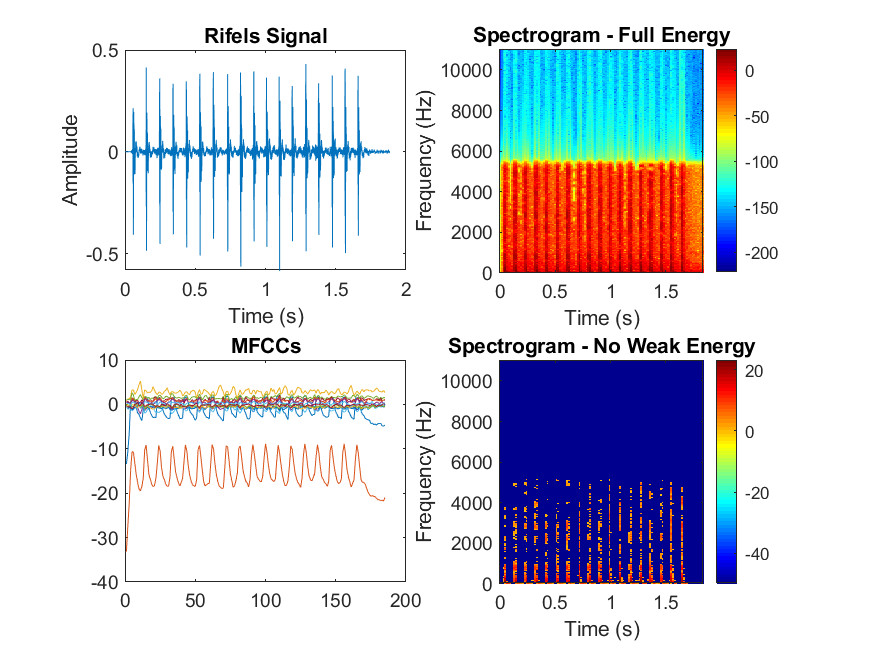 Rifels Signal
0.5
0
-0.5
Amplitude
0 0.5 1 1.5 2
Time (s)
Spectrogram - Full Energy
10000
8000
6000
4000
2000
0
Frequency (Hz)
0 0.5 1 1.5
Time (s)
0
-50
-100
-150
-200
MFCCs
10
0
-10
-20
-30
-40
0 50 100 150 200
Spectrogram - No Weak Energy
10000
8000
6000
4000
2000
0
Frequency (Hz)
0 0.5 1 1.5
Time (s)
20
0
-20
-40